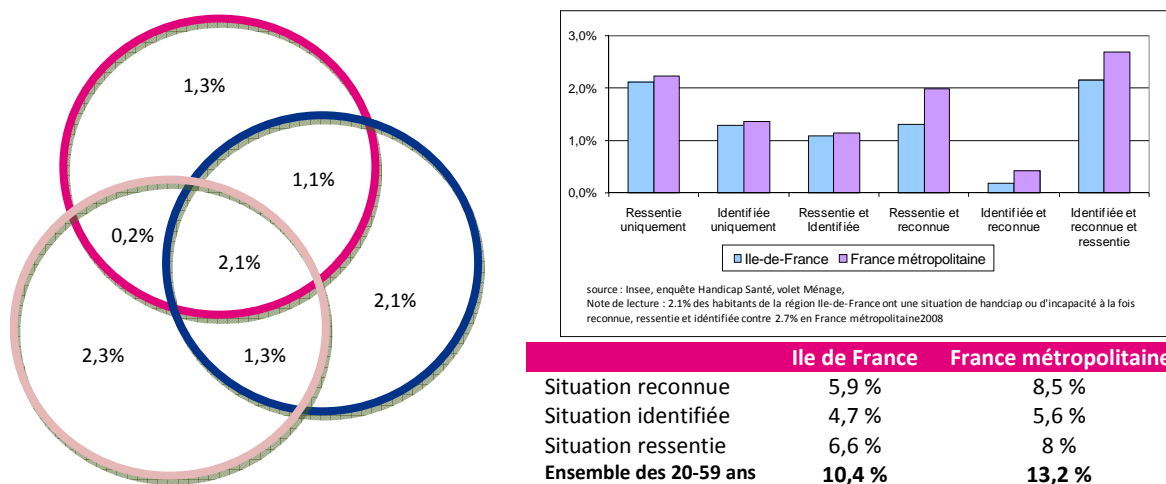 1,3%
1,1%
0,2%
2,1%
2,1%
2,3%
1,3%
3,0%
2,0%
1,0%
0,0%
Ressentie uniquement
Identifiée uniquement
Ressentie et Identifiée
Ressentie et reconnue
Identifiée et reconnue
Identifiée et reconnue et ressentie
Ile-de-France
France métropolitaine
source : Insee, enquête Handicap Santé, volet Ménage,
Note de lecture : 2.1% des habitants de la région Ile-de-France ont une situation de handciap ou d'incapacité à la fois
reconnue, ressentie et idéntifiée contre 2.7% en France métropolitaine2008
Ile de France France métropolitaine
Situation reconnue 5,9 % 8,5 %
Situation identifiée 4,7 % 5,6 %
Situation ressentie 6,6 % 8 %
Ensemble des 20-59 ans 10,4 % 13,2 %